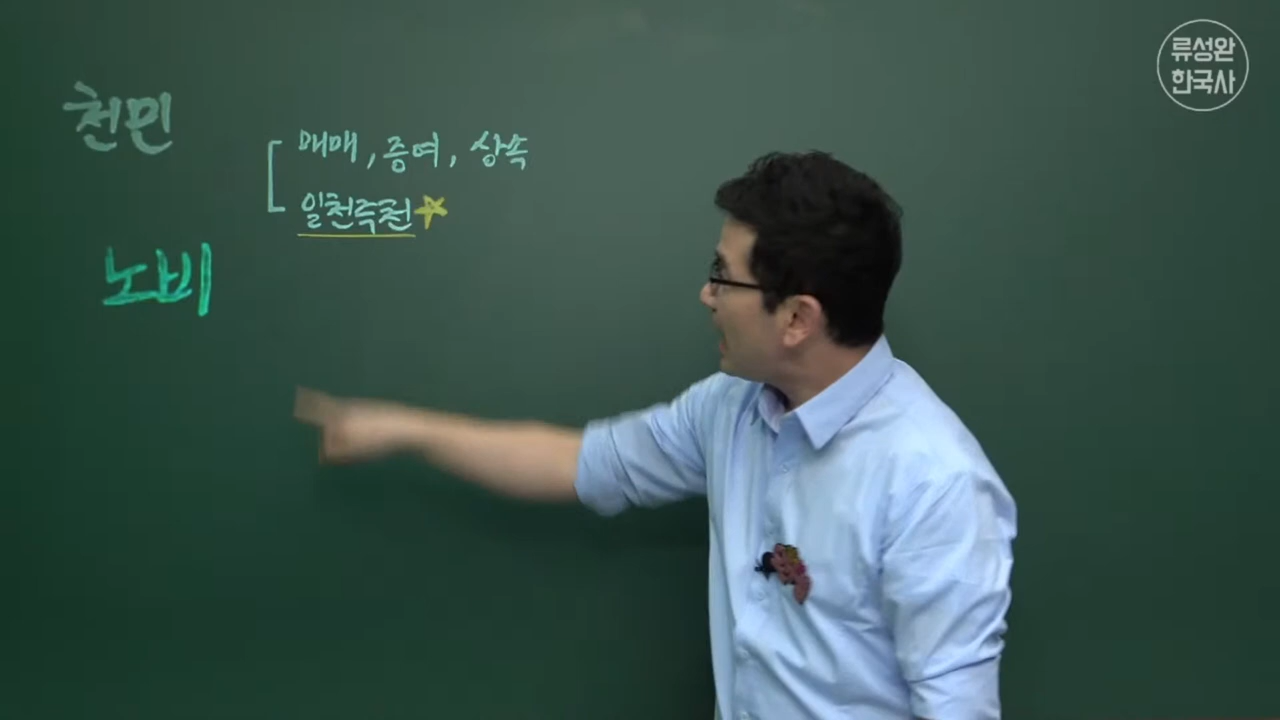 천민
매매, 증여, 상속
일천즉천
노비
류성완
한국사